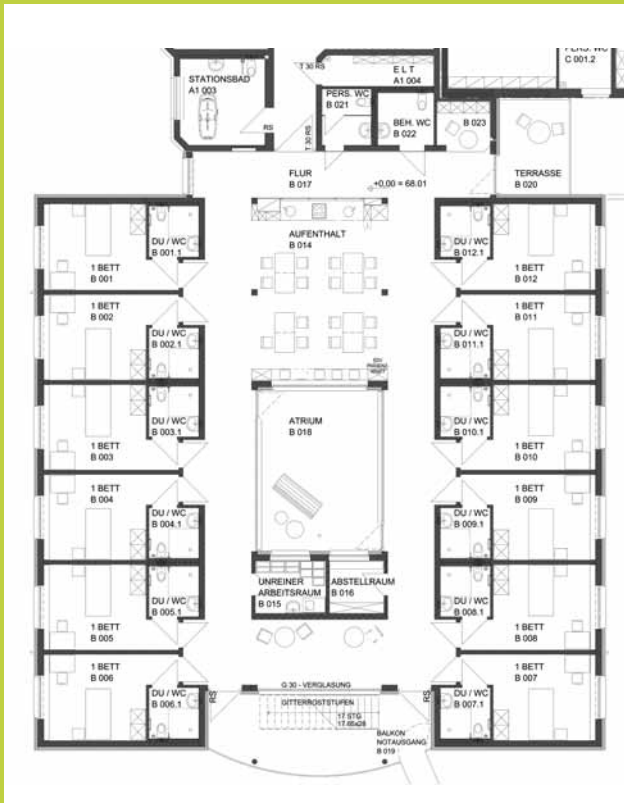 PERS. WC
C 001.2
T 30 RS
ELT
A1 004
STATIONSBAD
A1 003
PERS. WC
B 021
BEH. WC
B 022
B 023
RS
T 30 RS
FLUR
B 017
+0,00 = 68.01
TERRASSE
B 020
AUFENTHALT
B 014
DU / WC
B 001.1
DU / WC
B 012.1
1 BETT
B 001
1 BETT
B 012
1 BETT
B 002
1 BETT
B 011
DU / WC
B 002.1
DU / WC
B 011.1
DU / WC
B 003.1
ATRIUM
B 018
DU / WC
B 010.1
1 BETT
B 003
1 BETT
B 010
1 BETT
B 004
1 BETT
B 009
DU / WC
B 004.1
DU / WC
B 009.1
DU / WC
B 005.1
UNREINER
ARBEITSRAUM
B 015
ABSTELLRAUM
B 016
DU / WC
B 008.1
1 BETT
B 005
1 BETT
B 008
1 BETT
B 006
1 BETT
B 007
G 30 - VERGLASUNG
DU / WC
B 006.1
RS
GITTERROSTSTUFEN
RS
DU / WC
B 007.1
17 STG
BALKON
NOTAUSGANG
B 019